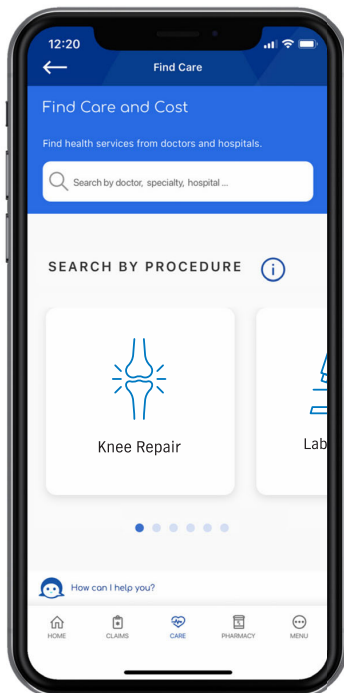 12:20
Find Care
Find Care and Cost
Find health services from doctors and hospitals.
Search by doctor, specialty, hospital ...
SEARCH BY PROCEDURE i
Knee Repair
Lab
How can I help you?
HOME CLAIMS CARE PHARMACY MENU